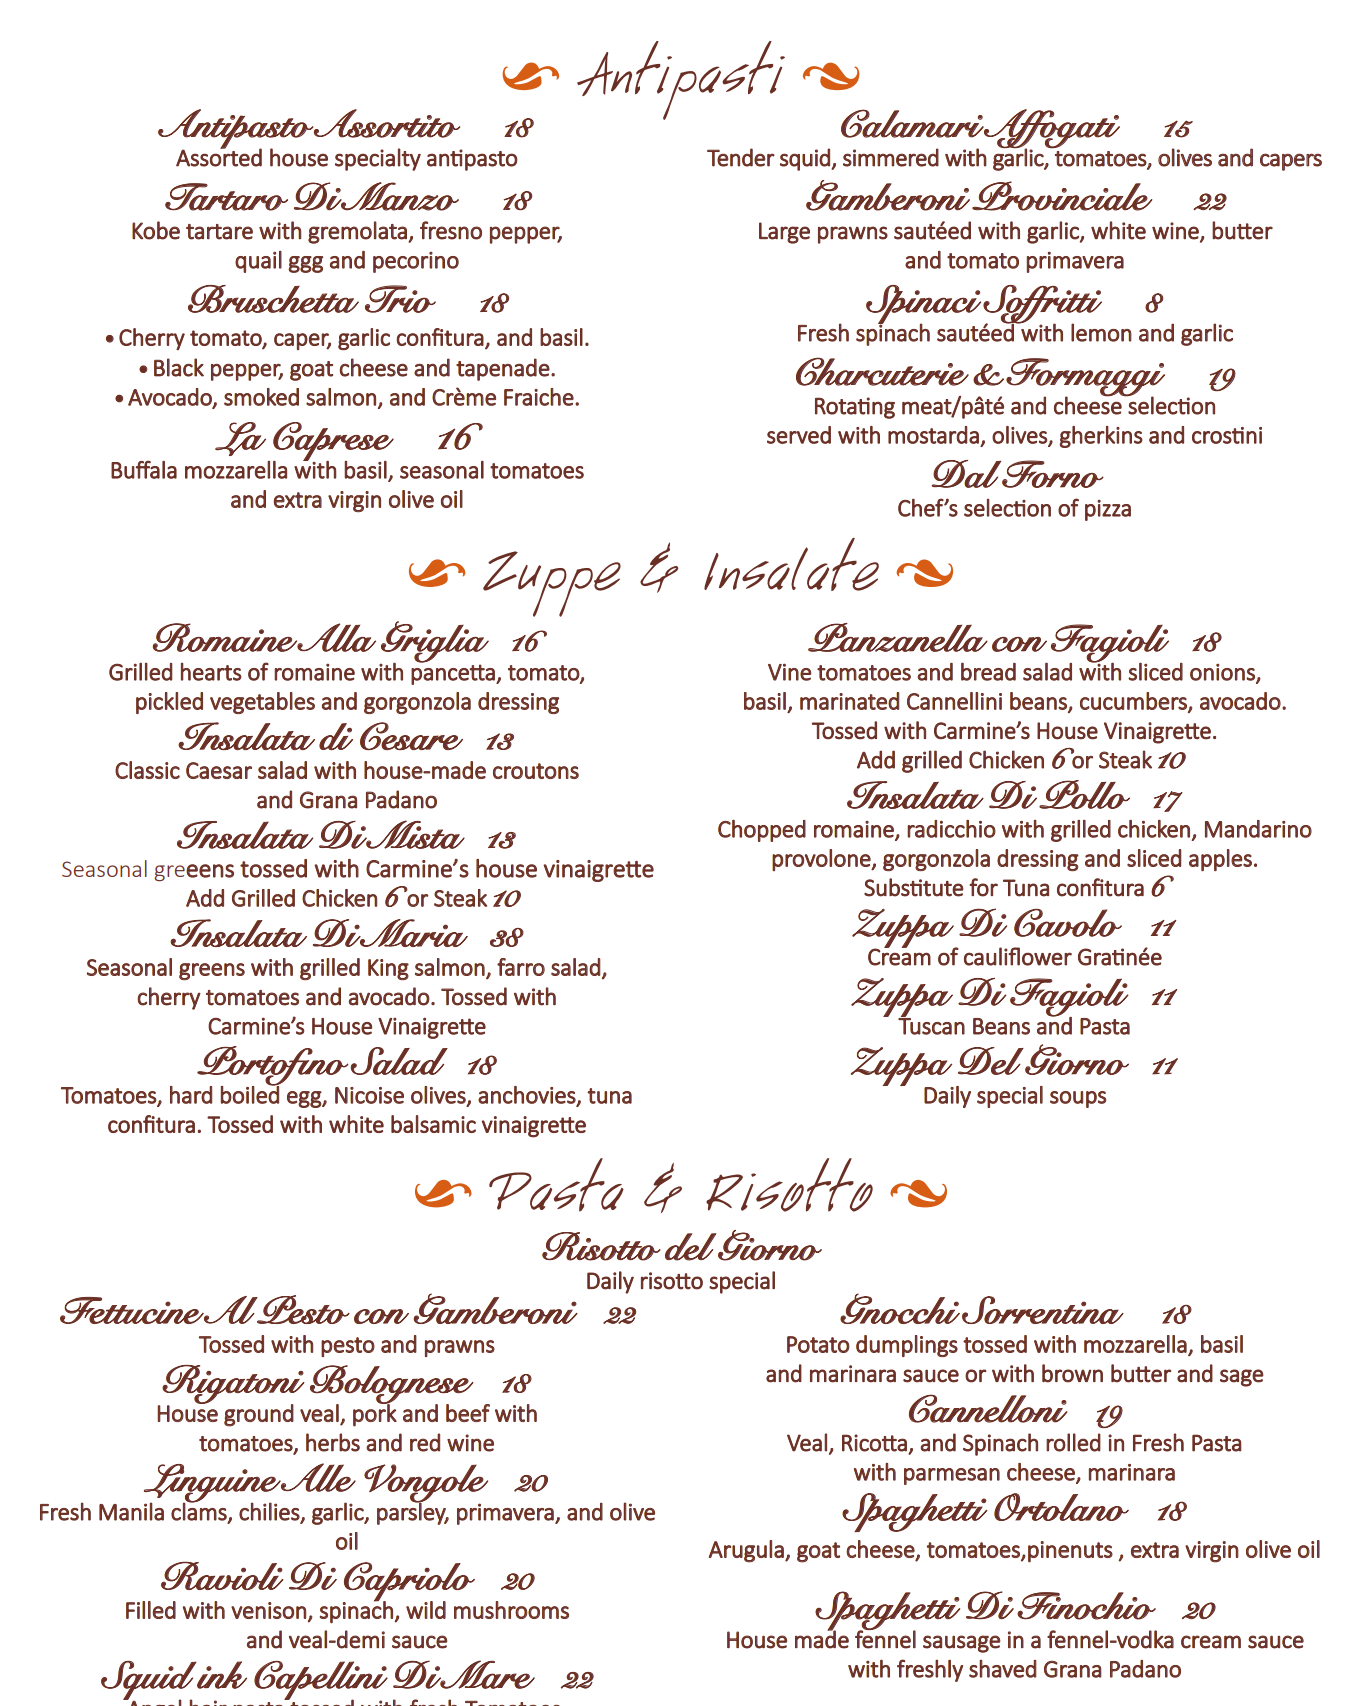 Antipasti
Antipasto Assortito 18
Assorted house specialty antipasto
Tartaro Di Manzo 18
Kobe tartare with gremolata, fresno pepper,
quail ggg and pecorino
Bruschetta Trio 18
• Cherry tomato, caper, garlic confitura, and basil.
• Black pepper, goat cheese and tapenade.
• Avocado, smoked salmon, and Crème Fraiche.
La Caprese 16
Buffala mozzarella with basil, seasonal tomatoes
and extra virgin olive oil
Calamari Affogati 15
Tender squid, simmered with garlic, tomatoes, olives and capers
Gamberoni Provinciale 22
Large prawns sautéed with garlic, white wine, butter
and tomato primavera
Spinaci Soffritti 8
Fresh spinach sautéed with lemon and garlic
Charcuterie & Formaggi 19
Rotating meat/pâté and cheese selection
served with mostarda, olives, gherkins and crostini
Dal Forno
Chef's selection of pizza
Zuppe & Insalate
Romaine Alla Griglia 16
Grilled hearts of romaine with pancetta, tomato,
pickled vegetables and gorgonzola dressing
Insalata di Cesare 13
Classic Caesar salad with house-made croutons
and Grana Padano
Insalata Di Mista 13
Seasonal greeens tossed with Carmine's house vinaigrette
Add Grilled Chicken 6 or Steak 10
Insalata Di Maria 38
Seasonal greens with grilled King salmon, farro salad,
cherry tomatoes and avocado. Tossed with
Carmine's House Vinaigrette
Portofino Salad 18
Tomatoes, hard boiled egg, Nicoise olives, anchovies, tuna
confitura. Tossed with white balsamic vinaigrette
Panzanella con Fagioli 18
Vine tomatoes and bread salad with sliced onions,
basil, marinated Cannellini beans, cucumbers, avocado.
Tossed with Carmine's House Vinaigrette.
Add grilled Chicken 6 or Steak 10
Insalata Di Pollo 17
Chopped romaine, radicchio with grilled chicken, Mandarino
provolone, gorgonzola dressing and sliced apples.
Substitute for Tuna confitura 6
Zuppa Di Cavolo 11
Cream of cauliflower Gratinée
Zuppa Di Fagioli 11
Tuscan Beans and Pasta
Zuppa Del Giorno 11
Daily special soups
Pasta & Risotto
Risotto del Giorno
Daily risotto special
Fettucine Al Pesto con Gamberoni 22
Tossed with pesto and prawns
Rigatoni Bolognese 18
House ground veal, pork and beef with
tomatoes, herbs and red wine
Linguine Alle Vongole 20
Fresh Manila clams, chilies, garlic, parsley, primavera, and olive
oil
Ravioli Di Capriolo 20
Filled with venison, spinach, wild mushrooms
and veal-demi sauce
Squid ink Capellini Di Mare 22
Angel hair pasta tossed with fresh Tomatoes
Gnocchi Sorrentina 18
Potato dumplings tossed with mozzarella, basil
and marinara sauce or with brown butter and sage
Cannelloni 19
Veal, Ricotta, and Spinach rolled in Fresh Pasta
with parmesan cheese, marinara
Spaghetti Ortolano 18
Arugula, goat cheese, tomatoes,pinenuts , extra virgin olive oil
Spaghetti Di Finochio 20
House made fennel sausage in a fennel-vodka cream sauce
with freshly shaved Grana Padano